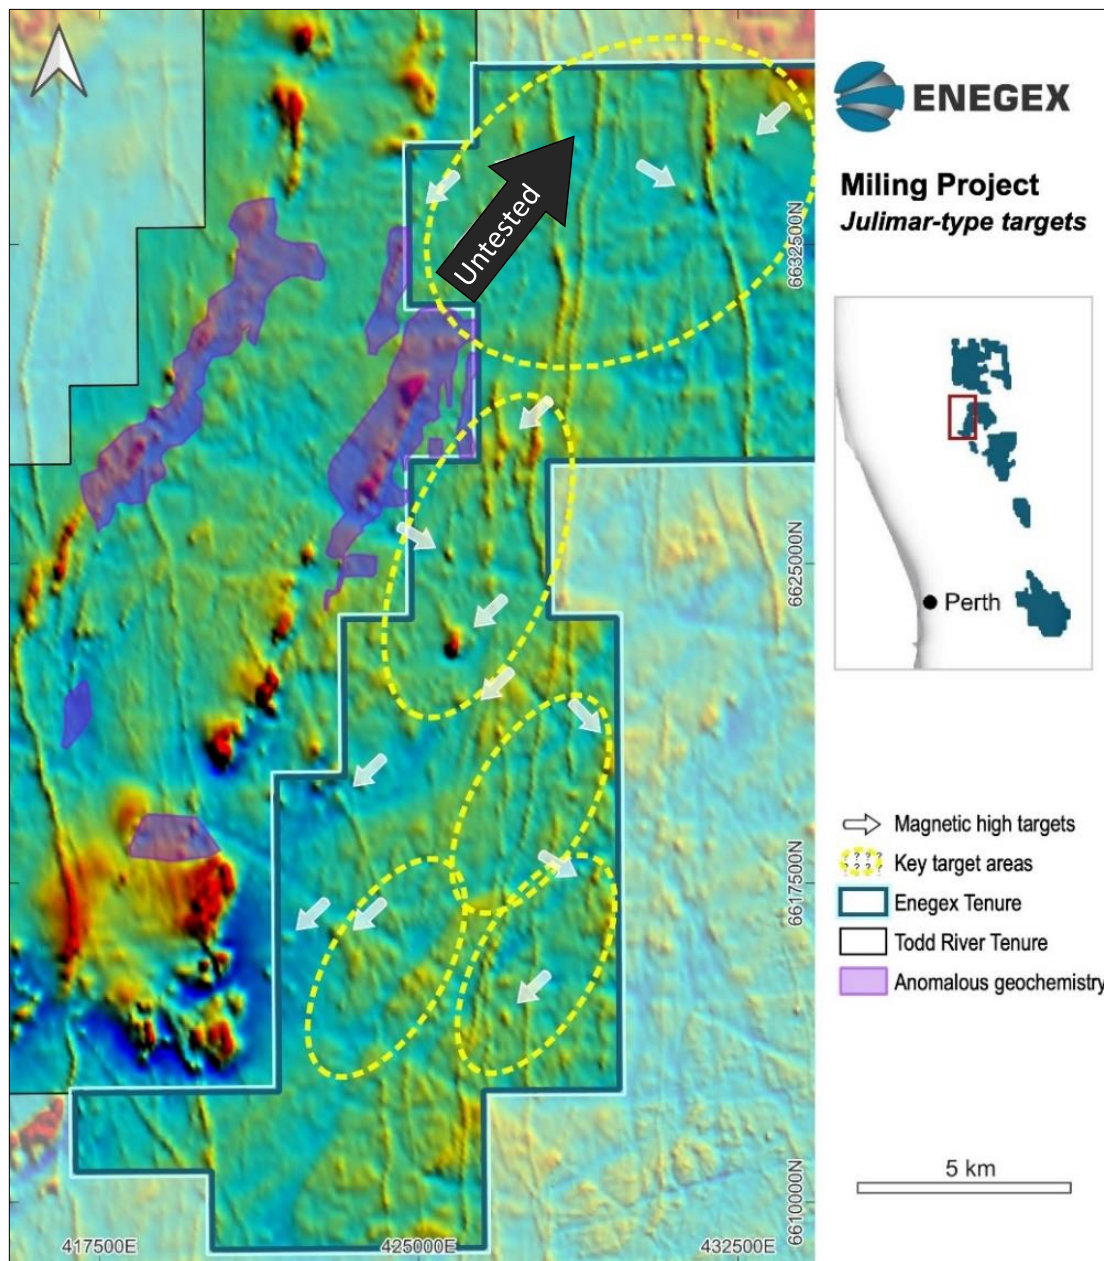 ENEGEX
Miling Project
Julimar-type targets
Untested
6632500N
6625000N
6617500N
6610000N
417500E
425000E
432500E
Perth
Magnetic high targets
? ? ? ?
? ? ? ?
Key target areas
Enegex Tenure
Todd River Tenure
Anomalous geochemistry
5 km